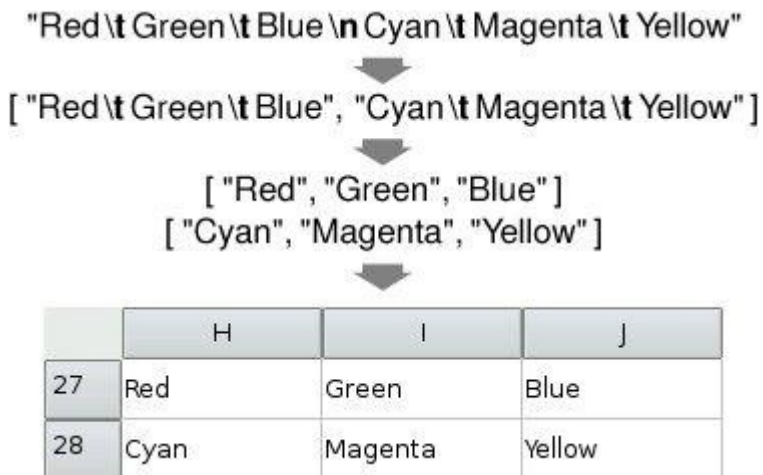 "Red\t Green\t Blue\n Cyan\t Magenta\t Yellow"
[ "Red\t Green\t Blue", "Cyan\t Magenta\t Yellow" ]
[ "Red", "Green", "Blue" ]
[ "Cyan", "Magenta", "Yellow" ]
H I J
27 Red Green Blue
28 Cyan Magenta Yellow